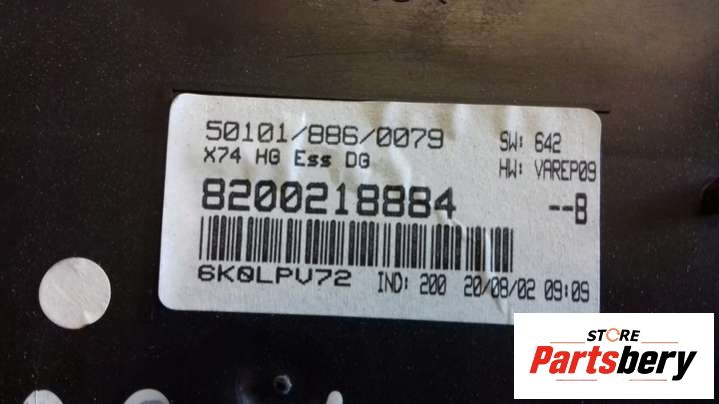 50101/886/0079
SW: 642
X74 HG Ess DG
HW: VAREP09
8200218884
--B
6K0LPV72 IND: 200 20/08/02 09:09
STORE
Partsbery